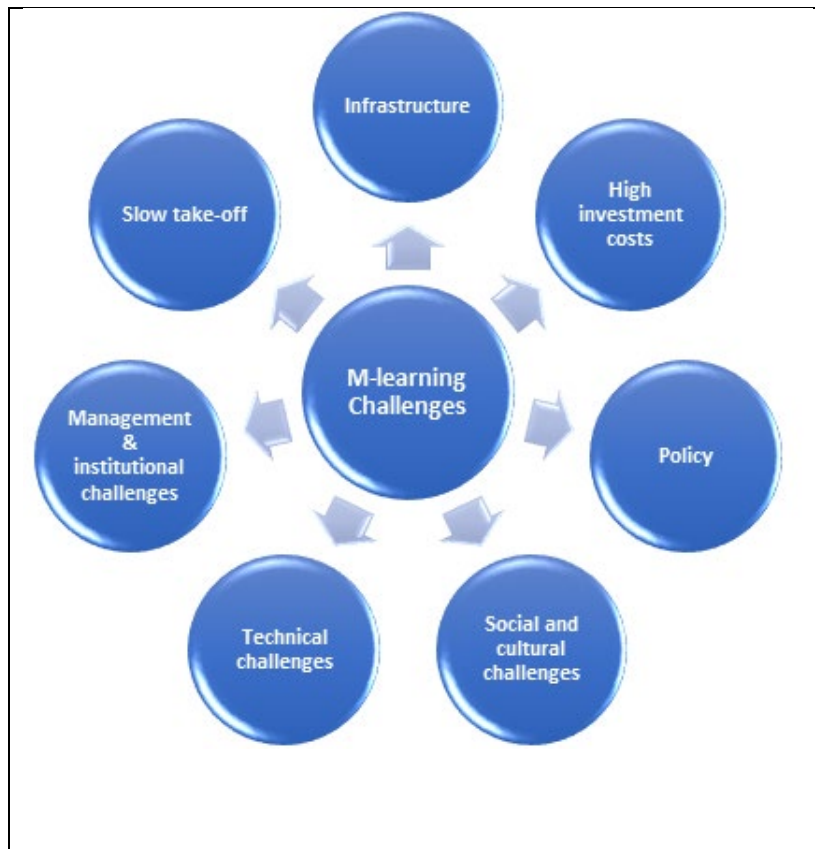 Infrastructure
High
investment
costs
Slow take-off
M-learning
Challenges
Management
&
institutional
challenges
Policy
Technical
challenges
Social and
cultural
challenges